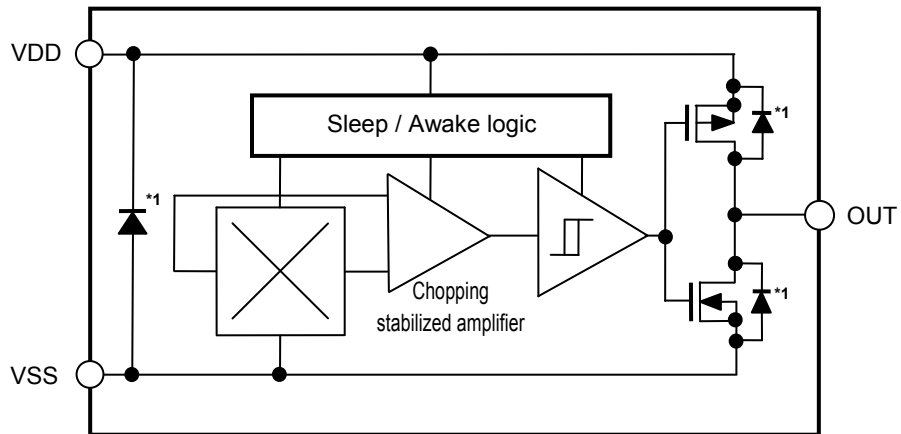 VDD
*1
Sleep / Awake logic
*1
OUT
Chopping
stabilized amplifier
*1
VSS